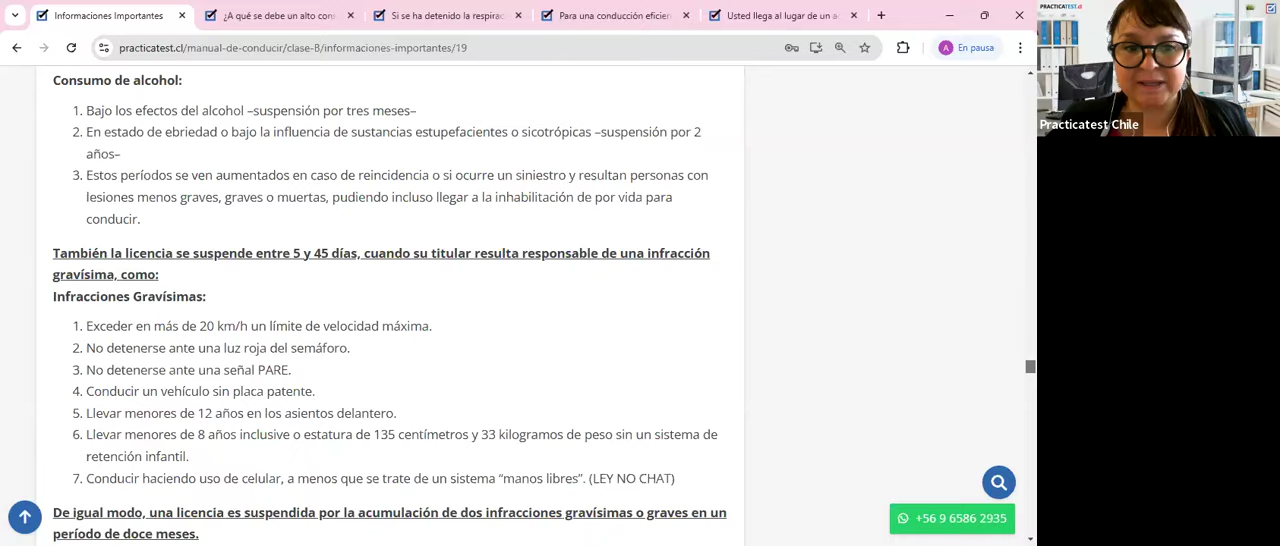 Informaciones Importantes
¿A qué se debe un alto cons
Si se ha detenido la respirac
Para una conducción eficien
Usted llega al lugar de un a
practicatest.cl/manual-de-conducir/clase-B/informaciones-importantes/19
A
En pausa
PRACTICATEST.cl
Practicatest Chile
Consumo de alcohol:
1. Bajo los efectos del alcohol –suspensión por tres meses–
2. En estado de ebriedad o bajo la influencia de sustancias estupefacientes o sicotrópicas –suspensión por 2
años–
3. Estos períodos se ven aumentados en caso de reincidencia o si ocurre un siniestro y resultan personas con
lesiones menos graves, graves o muertas, pudiendo incluso llegar a la inhabilitación de por vida para
conducir.
También la licencia se suspende entre 5 y 45 días, cuando su titular resulta responsable de una infracción
gravísima, como:
Infracciones Gravísimas:
1. Exceder en más de 20 km/h un límite de velocidad máxima.
2. No detenerse ante una luz roja del semáforo.
3. No detenerse ante una señal PARE.
4. Conducir un vehículo sin placa patente.
5. Llevar menores de 12 años en los asientos delantero.
6. Llevar menores de 8 años inclusive o estatura de 135 centímetros y 33 kilogramos de peso sin un sistema de
retención infantil.
7. Conducir haciendo uso de celular, a menos que se trate de un sistema “manos libres”. (LEY NO CHAT)
De igual modo, una licencia es suspendida por la acumulación de dos infracciones gravísimas o graves en un
período de doce meses.
+56 9 6586 2935